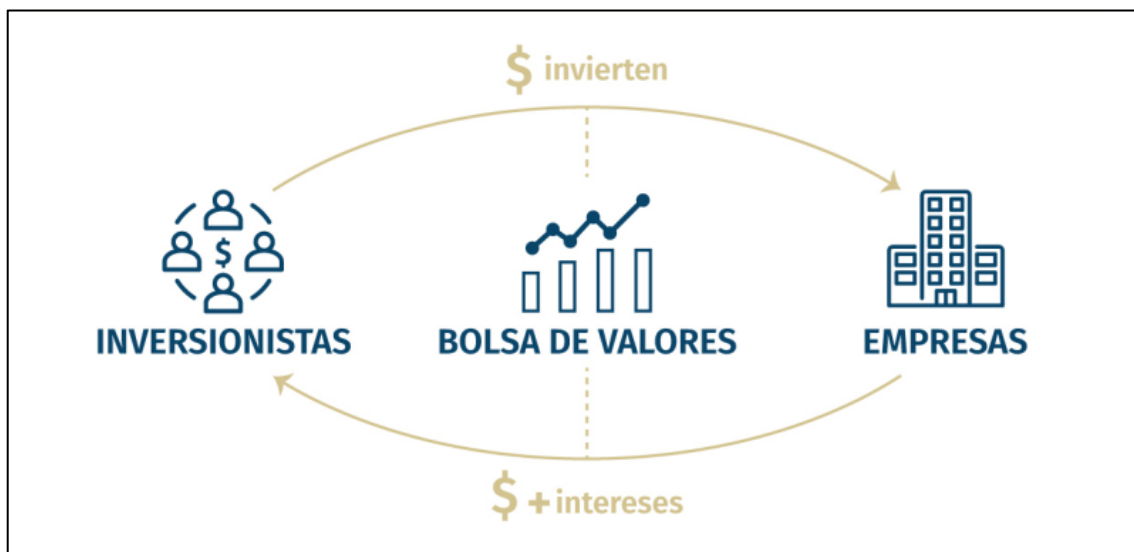 $ invierten
$
INVERSIONISTAS
BOLSA DE VALORES
EMPRESAS
$ + intereses